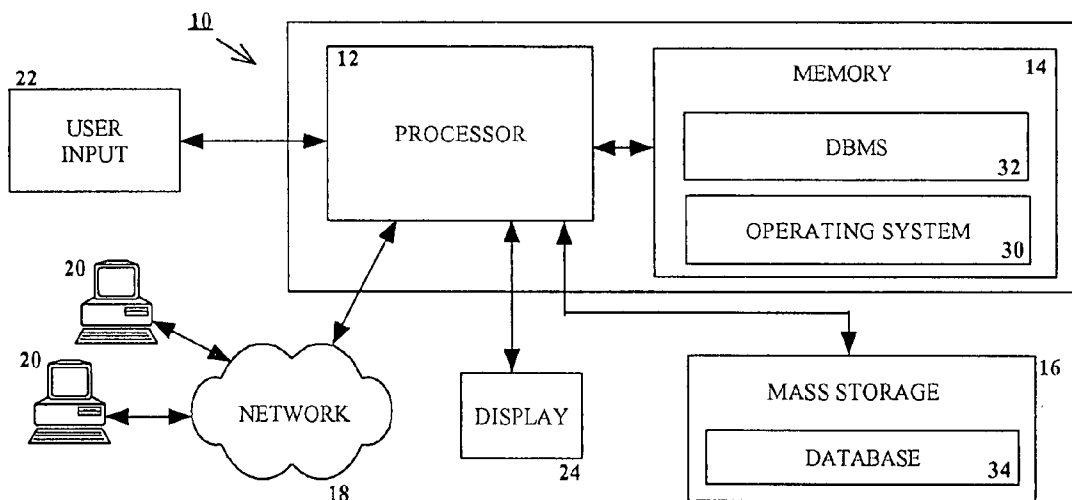 10
12
PROCESSOR
MEMORY
14
DBMS
32
OPERATING SYSTEM
30
22
USER
INPUT
20
20
NETWORK
18
DISPLAY
24
16
MASS STORAGE
DATABASE
34